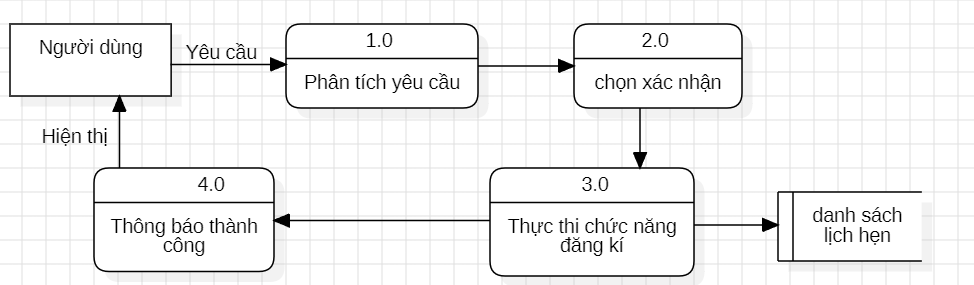 Người dùng
Yêu cầu
1.0
Phân tích yêu cầu
2.0
chọn xác nhận
Hiện thị
4.0
Thông báo thành
công
3.0
Thực thi chức năng
đăng kí
danh sách
lịch hẹn